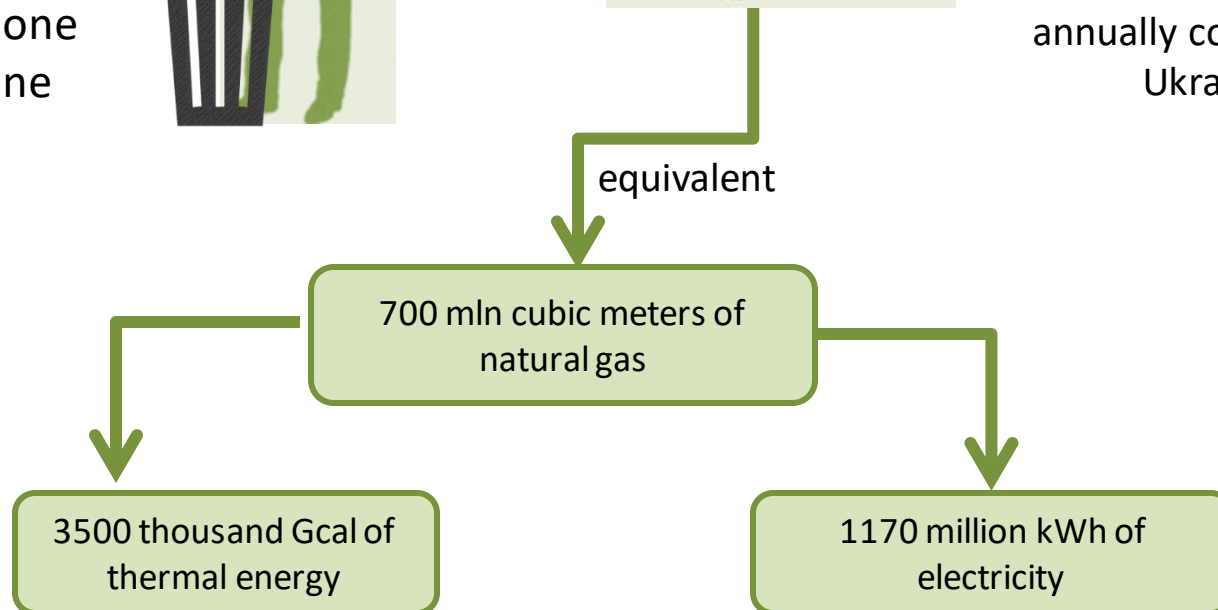 one
ne
annually co
Ukra
equivalent
700 mln cubic meters of
natural gas
3500 thousand Gcal of
thermal energy
1170 million kWh of
electricity